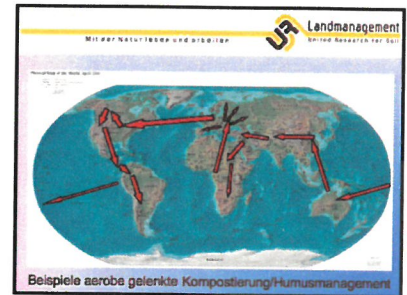 Landmanagement
Mit der Natur leben und arbeiten
United Research for Soil
Beispiele aerobe gelenkte Kompostierung/Humusmanagement